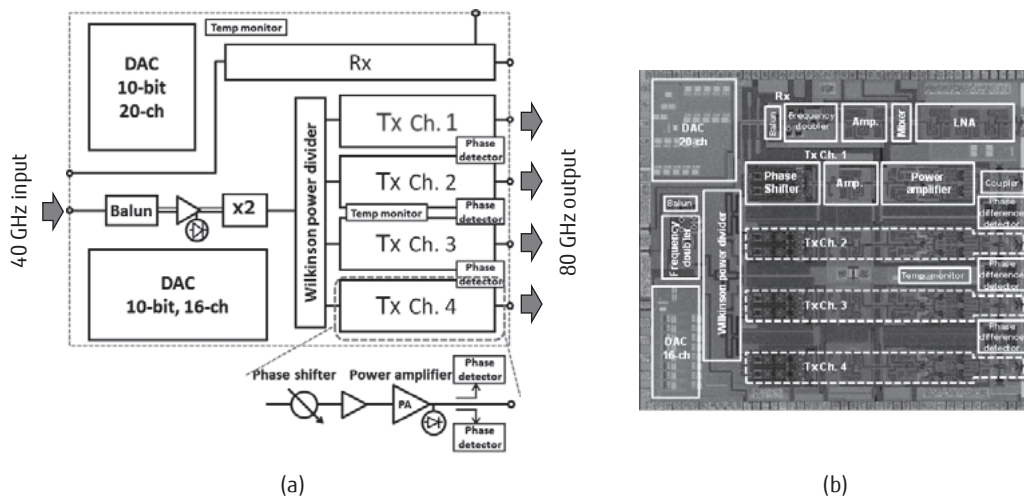 Temp monitor
DAC
10-bit
20-ch
Rx
40 GHz input
Balun
x2
DAC
10-bit, 16-ch
Wilkinson power divider
Tx Ch. 1
Phase
detector
Tx Ch. 2
Phase
detector
Temp monitor
Tx Ch. 3
Phase
detector
Tx Ch. 4
80 GHz output
Phase shifter
Power amplifier
PA
Phase
detector
Phase
detector
(a)
Rx
DAC
20-ch
Balun
Frequency
doubler
Amp.
Mixer
LNA
Tx Ch. 1
Phase
Shifter
Amp.
Power
amplifier
Coupler
Balun
Frequency
doubler
Wilkinson power divider
Phase
difference
detector
Tx Ch. 2
Temp monitor
Phase
difference
detector
Tx Ch. 3
DAC
16-ch
Phase
difference
detector
Tx Ch. 4
(b)